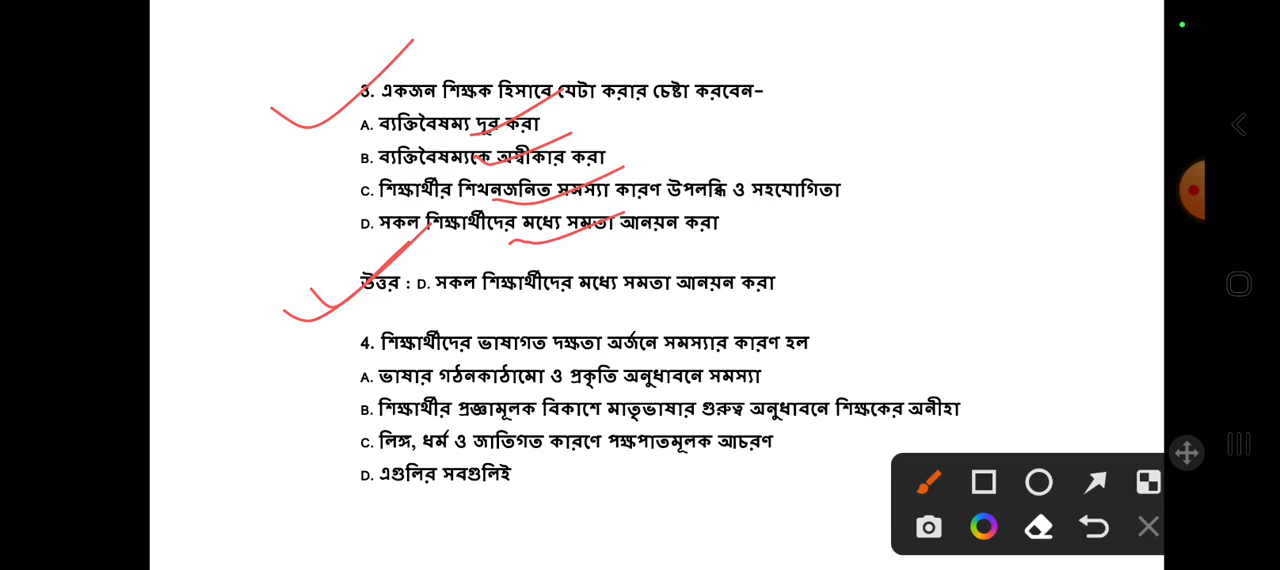 3. একজন শিক্ষক হিসাবে যেটা করার চেষ্টা করবেন–
A. ব্যক্তিবৈষম্য দূর করা
B. ব্যক্তিবৈষম্যকে অস্বীকার করা
C. শিক্ষার্থীর শিখনজনিত সমস্যা কারণ উপলব্ধি ও সহযোগিতা
D. সকল শিক্ষার্থীদের মধ্যে সমতা আনয়ন করা
উত্তর : D. সকল শিক্ষার্থীদের মধ্যে সমতা আনয়ন করা
4. শিক্ষার্থীদের ভাষাগত দক্ষতা অর্জনে সমস্যার কারণ হল
A. ভাষার গঠনকাঠামো ও প্রকৃতি অনুধাবনে সমস্যা
B. শিক্ষার্থীর প্রজ্ঞামূলক বিকাশে মাতৃভাষার গুরুত্ব অনুধাবনে শিক্ষকের অনীহা
C. লিঙ্গ, ধর্ম ও জাতিগত কারণে পক্ষপাতমূলক আচরণ
D. এগুলির সবগুলিই